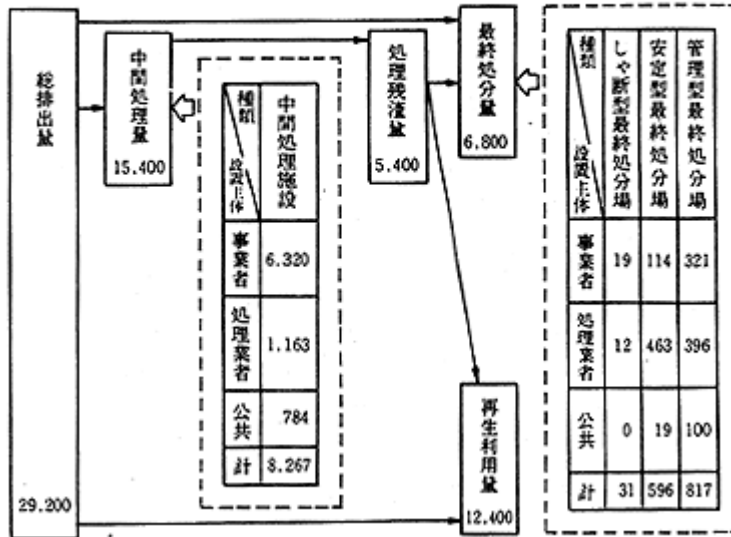 総排出量
29.200
中間処理量
15.400
種類
設置主体
中間処理施設
事業者
6.320
処理業者
1.163
公共
784
計
8.267
処理残渣量
5.400
最終処分量
6.800
再生利用量
12.400
種類
設置主体
しゃ断型最終処分場
安定型最終処分場
管理型最終処分場
事業者
19
114
321
処理業者
12
463
396
公共
0
19
100
計
31
596
817